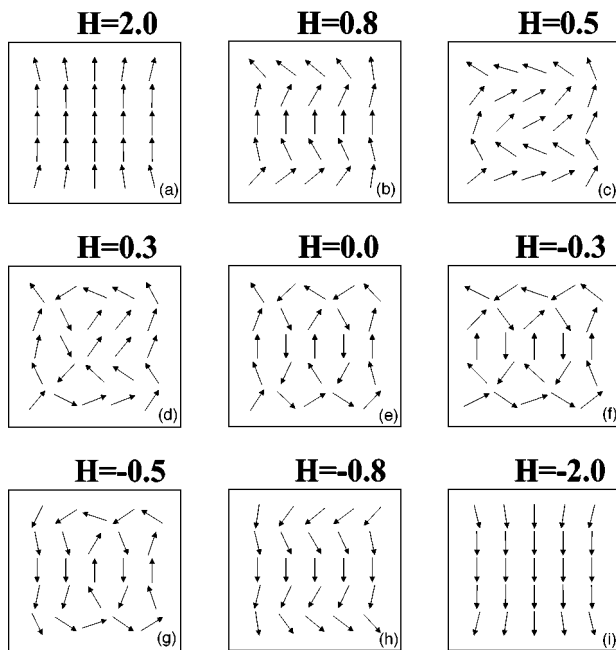 H=2.0 H=0.8 H=0.5
(a) (b) (c)
H=0.3 H=0.0 H=-0.3
(d) (e) (f)
H=-0.5 H=-0.8 H=-2.0
(g) (h) (i)